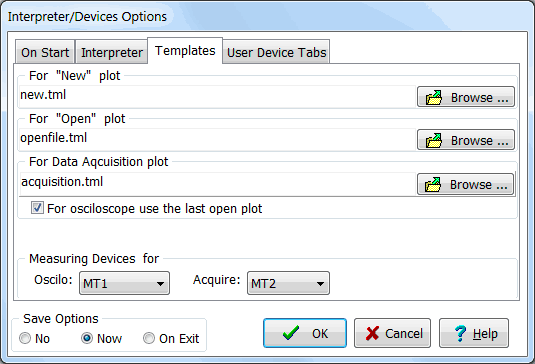 Interpreter/Devices Options
On Start Interpreter Templates User Device Tabs
For "New" plot
new.tml Browse ...
For "Open" plot
openfile.tml Browse ...
For Data Aqcuisition plot
acquisition.tml Browse ...
For osciloscope use the last open plot
Measuring Devices for
Oscilo: MT1 Acquire: MT2
Save Options
No Now On Exit OK Cancel Help